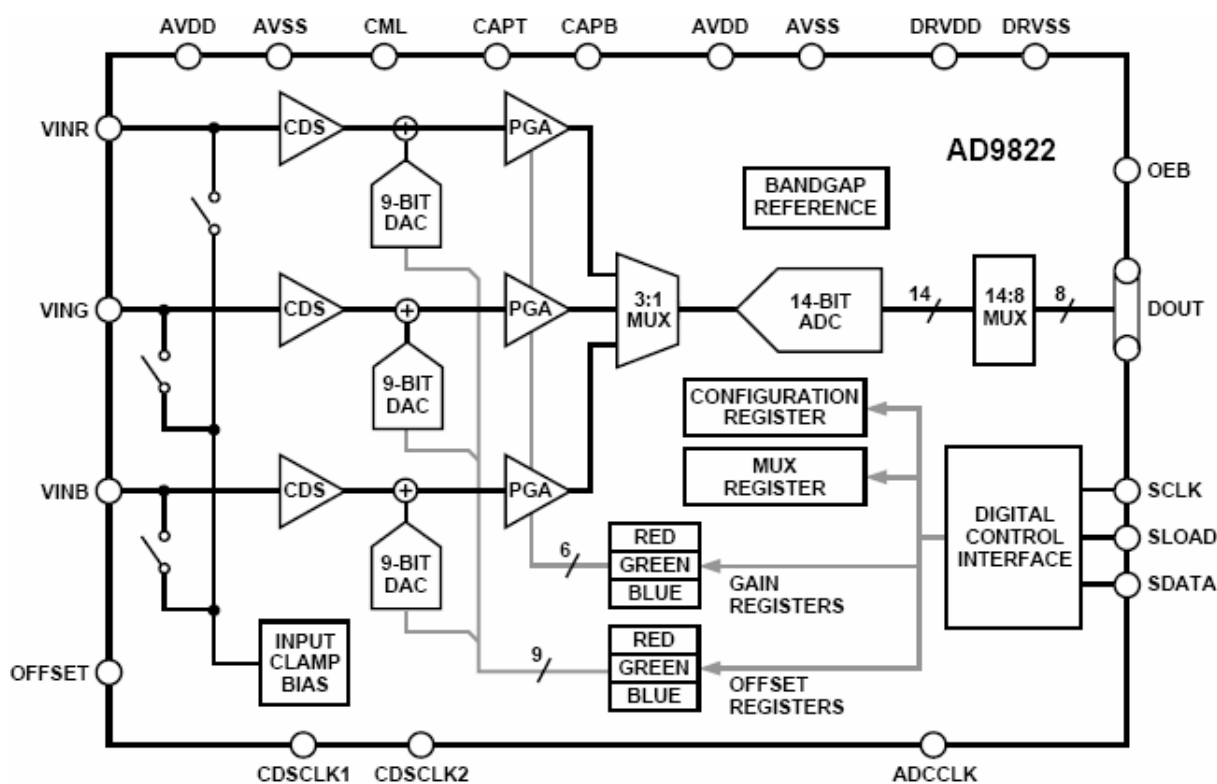 AVDD AVSS CML CAPT CAPB AVDD AVSS DRVDD DRVSS
VINR
CDS
+
PGA
AD9822
OEB
9-BIT
DAC
BANDGAP
REFERENCE
VING
CDS
+
PGA
3:1
MUX
14-BIT
ADC
14
14:8
MUX
8
DOUT
9-BIT
DAC
CONFIGURATION
REGISTER
VINB
CDS
+
PGA
MUX
REGISTER
DIGITAL
CONTROL
INTERFACE
SCLK
SLOAD
SDATA
9-BIT
DAC
6
RED
GREEN
BLUE
GAIN
REGISTERS
INPUT
CLAMP
BIAS
9
RED
GREEN
BLUE
OFFSET
REGISTERS
OFFSET
CDSCLK1 CDSCLK2 ADCCLK